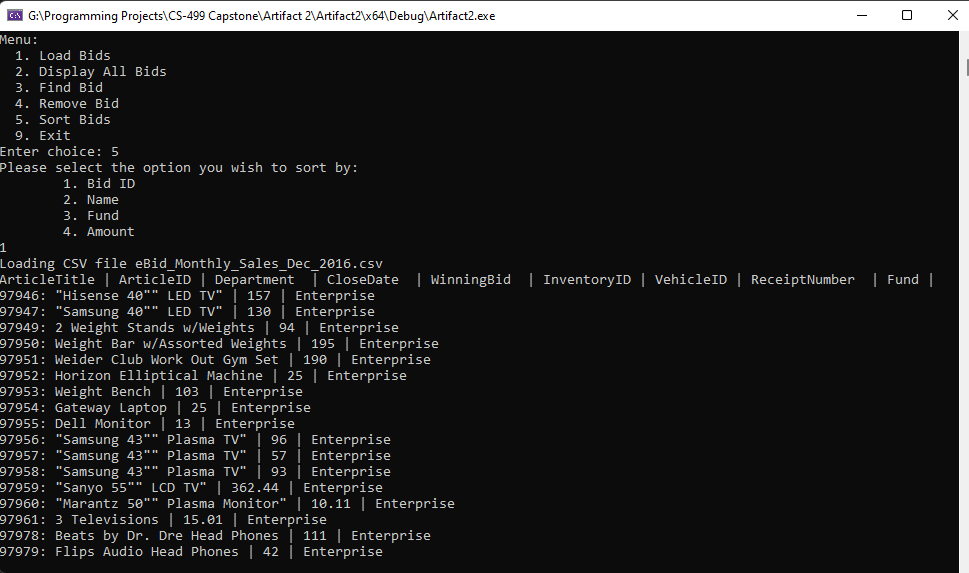 G:\Programming Projects\CS-499 Capstone\Artifact 2\Artifact2\x64\Debug\Artifact2.exe
Menu:
  1. Load Bids
  2. Display All Bids
  3. Find Bid
  4. Remove Bid
  5. Sort Bids
  9. Exit
Enter choice: 5
Please select the option you wish to sort by:
        1. Bid ID
        2. Name
        3. Fund
        4. Amount
1
Loading CSV file eBid_Monthly_Sales_Dec_2016.csv
ArticleTitle | ArticleID | Department  | CloseDate  | WinningBid  | InventoryID | VehicleID | ReceiptNumber  | Fund |
97946: "Hisense 40"" LED TV" | 157 | Enterprise
97947: "Samsung 40"" LED TV" | 130 | Enterprise
97949: 2 Weight Stands w/Weights | 94 | Enterprise
97950: Weight Bar w/Assorted Weights | 195 | Enterprise
97951: Weider Club Work Out Gym Set | 190 | Enterprise
97952: Horizon Elliptical Machine | 25 | Enterprise
97953: Weight Bench | 103 | Enterprise
97954: Gateway Laptop | 25 | Enterprise
97955: Dell Monitor | 13 | Enterprise
97956: "Samsung 43"" Plasma TV" | 96 | Enterprise
97957: "Samsung 43"" Plasma TV" | 57 | Enterprise
97958: "Samsung 43"" Plasma TV" | 93 | Enterprise
97959: "Sanyo 55"" LCD TV" | 362.44 | Enterprise
97960: "Marantz 50"" Plasma Monitor" | 10.11 | Enterprise
97961: 3 Televisions | 15.01 | Enterprise
97978: Beats by Dr. Dre Head Phones | 111 | Enterprise
97979: Flips Audio Head Phones | 42 | Enterprise